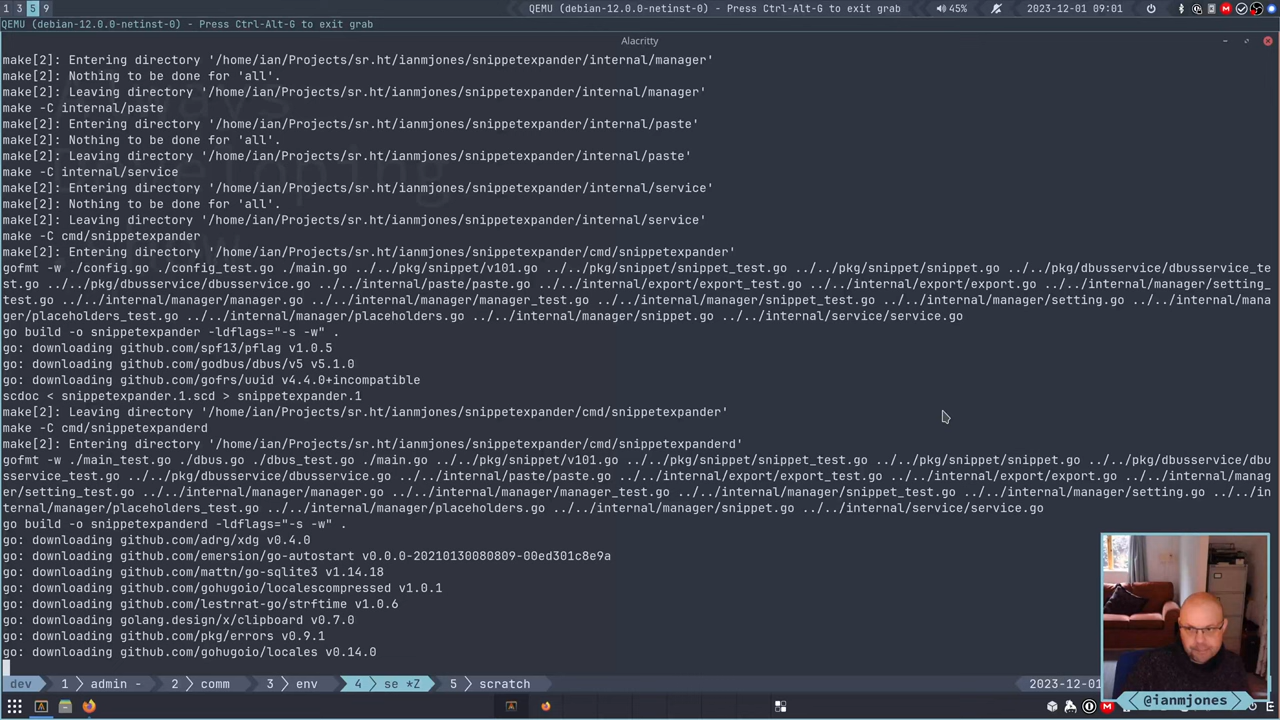 1 3 5 9
QEMU (debian-12.0.0-netinst-0) - Press Ctrl-Alt-G to exit grab
45%
2023-12-01 09:01
QEMU (debian-12.0.0-netinst-0) - Press Ctrl-Alt-G to exit grab
Alacritty
make[2]: Entering directory '/home/ian/Projects/sr.ht/ianmjones/snippetexpander/internal/manager'
make[2]: Nothing to be done for 'all'.
make[2]: Leaving directory '/home/ian/Projects/sr.ht/ianmjones/snippetexpander/internal/manager'
make -C internal/paste
make[2]: Entering directory '/home/ian/Projects/sr.ht/ianmjones/snippetexpander/internal/paste'
make[2]: Nothing to be done for 'all'.
make[2]: Leaving directory '/home/ian/Projects/sr.ht/ianmjones/snippetexpander/internal/paste'
make -C internal/service
make[2]: Entering directory '/home/ian/Projects/sr.ht/ianmjones/snippetexpander/internal/service'
make[2]: Nothing to be done for 'all'.
make[2]: Leaving directory '/home/ian/Projects/sr.ht/ianmjones/snippetexpander/internal/service'
make -C cmd/snippetexpander
make[2]: Entering directory '/home/ian/Projects/sr.ht/ianmjones/snippetexpander/cmd/snippetexpander'
gofmt -w ./config.go ./config_test.go ./main.go ../../pkg/snippet/v101.go ../../pkg/snippet/snippet_test.go ../../pkg/snippet/snippet.go ../../pkg/dbusservice/dbusservice_te
st.go ../../pkg/dbusservice/dbusservice.go ../../internal/paste/paste.go ../../internal/export/export_test.go ../../internal/export/export.go ../../internal/manager/setting_
test.go ../../internal/manager/manager.go ../../internal/manager/manager_test.go ../../internal/manager/snippet_test.go ../../internal/manager/setting.go ../../internal/mana
ger/placeholders_test.go ../../internal/manager/placeholders.go ../../internal/manager/snippet.go ../../internal/service/service.go
go build -o snippetexpander -ldflags="-s -w" .
go: downloading github.com/spf13/pflag v1.0.5
go: downloading github.com/godbus/dbus/v5 v5.1.0
go: downloading github.com/gofrs/uuid v4.4.0+incompatible
scdoc < snippetexpander.1.scd > snippetexpander.1
make[2]: Leaving directory '/home/ian/Projects/sr.ht/ianmjones/snippetexpander/cmd/snippetexpander'
make -C cmd/snippetexpanderd
make[2]: Entering directory '/home/ian/Projects/sr.ht/ianmjones/snippetexpander/cmd/snippetexpanderd'
gofmt -w ./main_test.go ./dbus.go ./dbus_test.go ./main.go ../../pkg/snippet/v101.go ../../pkg/snippet/snippet_test.go ../../pkg/snippet/snippet.go ../../pkg/dbusservice/dbu
sservice_test.go ../../pkg/dbusservice/dbusservice.go ../../internal/paste/paste.go ../../internal/export/export_test.go ../../internal/export/export.go ../../internal/manag
er/setting_test.go ../../internal/manager/manager.go ../../internal/manager/manager_test.go ../../internal/manager/snippet_test.go ../../internal/manager/setting.go ../../in
ternal/manager/placeholders_test.go ../../internal/manager/placeholders.go ../../internal/manager/snippet.go ../../internal/service/service.go
go build -o snippetexpanderd -ldflags="-s -w" .
go: downloading github.com/adrg/xdg v0.4.0
go: downloading github.com/emersion/go-autostart v0.0.0-20210130080809-00ed301c8e9a
go: downloading github.com/mattn/go-sqlite3 v1.14.18
go: downloading github.com/gohugoio/localescompressed v1.0.1
go: downloading github.com/lestrrat-go/strftime v1.0.6
go: downloading golang.design/x/clipboard v0.7.0
go: downloading github.com/pkg/errors v0.9.1
go: downloading github.com/gohugoio/locales v0.14.0
dev 1 admin - 2 comm 3 env 4 se *Z 5 scratch 2023-12-01
@ianmjones